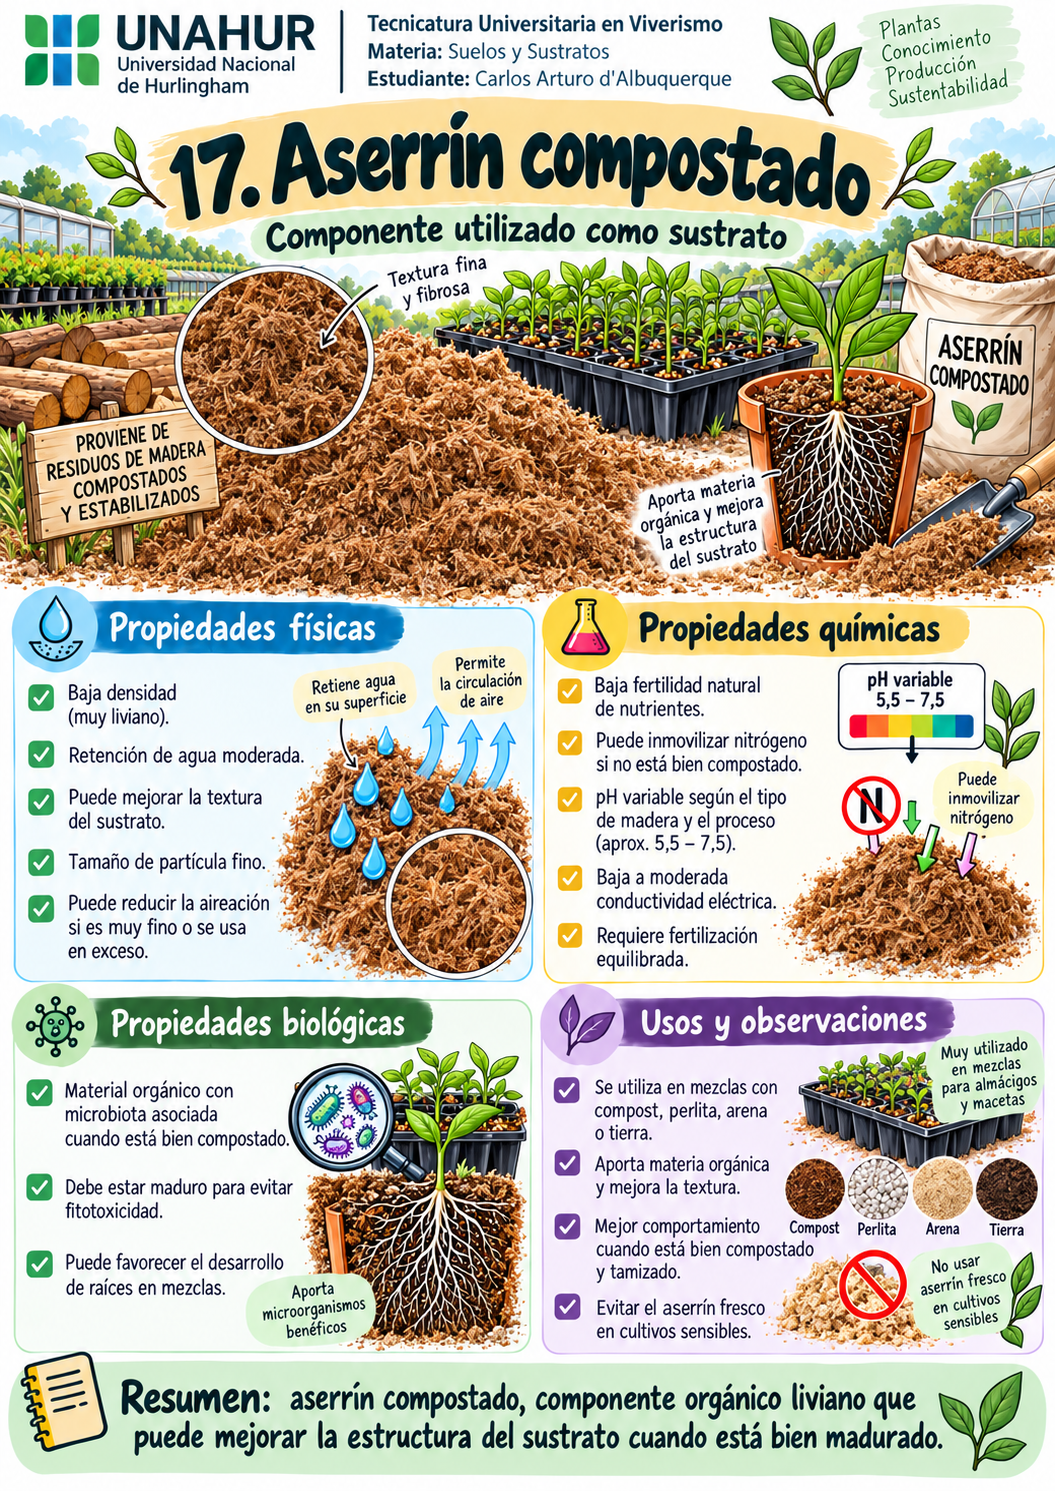 UNAHUR
Universidad Nacional
de Hurlingham
Tecnicatura Universitaria en Viverismo
Materia: Suelos y Sustratos
Estudiante: Carlos Arturo d'Albuquerque
Plantas
Conocimiento
Producción
Sustentabilidad
17. Aserrín compostado
Componente utilizado como sustrato
Textura fina
y fibrosa
PROVIENE DE
RESIDUOS DE MADERA
COMPOSTADOS
Y ESTABILIZADOS
ASERRÍN
COMPOSTADO
Aporta materia
orgánica y mejora
la estructura
del sustrato
Propiedades físicas
Baja densidad
(muy liviano).
Retención de agua moderada.
Puede mejorar la textura
del sustrato.
Tamaño de partícula fino.
Puede reducir la aireación
si es muy fino o se usa
en exceso.
Retiene agua
en su superficie
Permite
la circulación
de aire
Propiedades químicas
Baja fertilidad natural
de nutrientes.
Puede inmovilizar nitrógeno
si no está bien compostado.
pH variable según el tipo
de madera y el proceso
(aprox. 5,5 – 7,5).
Baja a moderada
conductividad eléctrica.
Requiere fertilización
equilibrada.
pH variable
5,5 – 7,5
N
Puede
inmovilizar
nitrógeno
Propiedades biológicas
Material orgánico con
microbiota asociada
cuando está bien compostado.
Debe estar maduro para evitar
fitotoxicidad.
Puede favorecer el desarrollo
de raíces en mezclas.
Aporta
microorganismos
benéficos
Usos y observaciones
Se utiliza en mezclas con
compost, perlita, arena
o tierra.
Aporta materia orgánica
y mejora la textura.
Mejor comportamiento
cuando está bien compostado
y tamizado.
Evitar el aserrín fresco
en cultivos sensibles.
Muy utilizado
en mezclas
para almácigos
y macetas
Compost Perlita Arena Tierra
No usar
aserrín fresco
en cultivos
sensibles
Resumen: aserrín compostado, componente orgánico liviano que
puede mejorar la estructura del sustrato cuando está bien madurado.